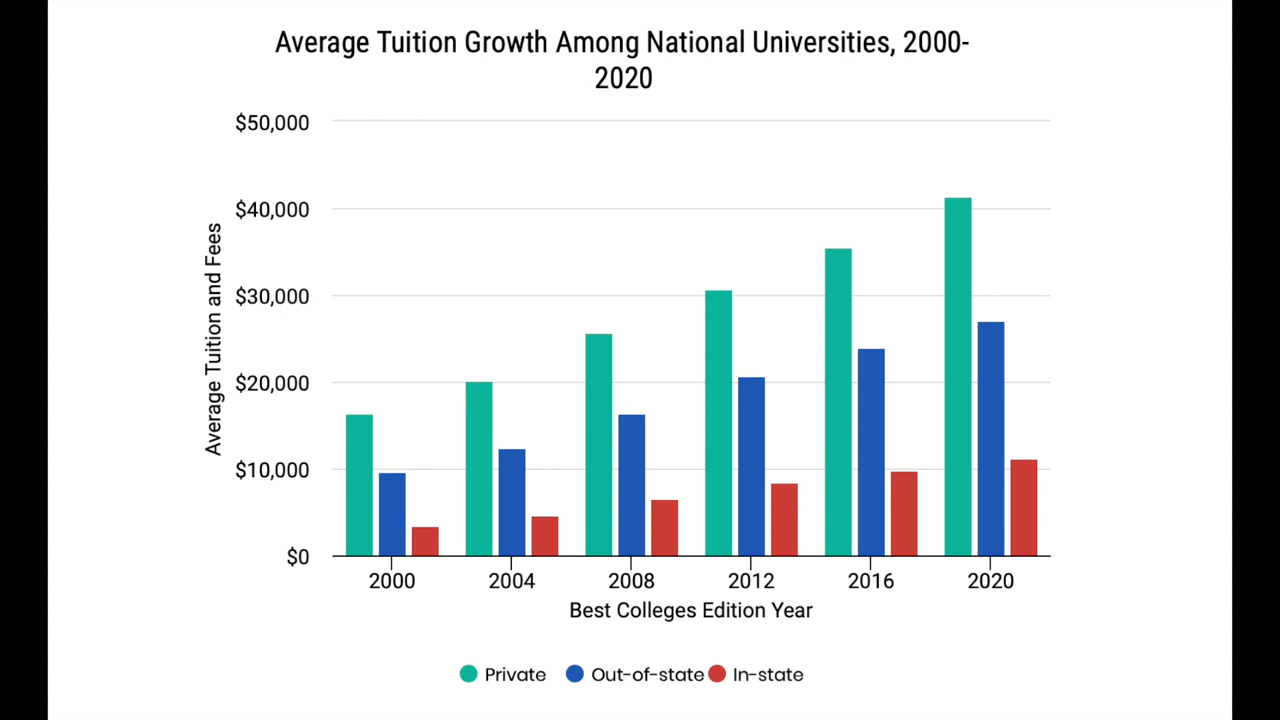 Average Tuition Growth Among National Universities, 2000-
2020
$50,000
$40,000
$30,000
$20,000
$10,000
$0
Average Tuition and Fees
2000 2004 2008 2012 2016 2020
Best Colleges Edition Year
Private Out-of-state In-state